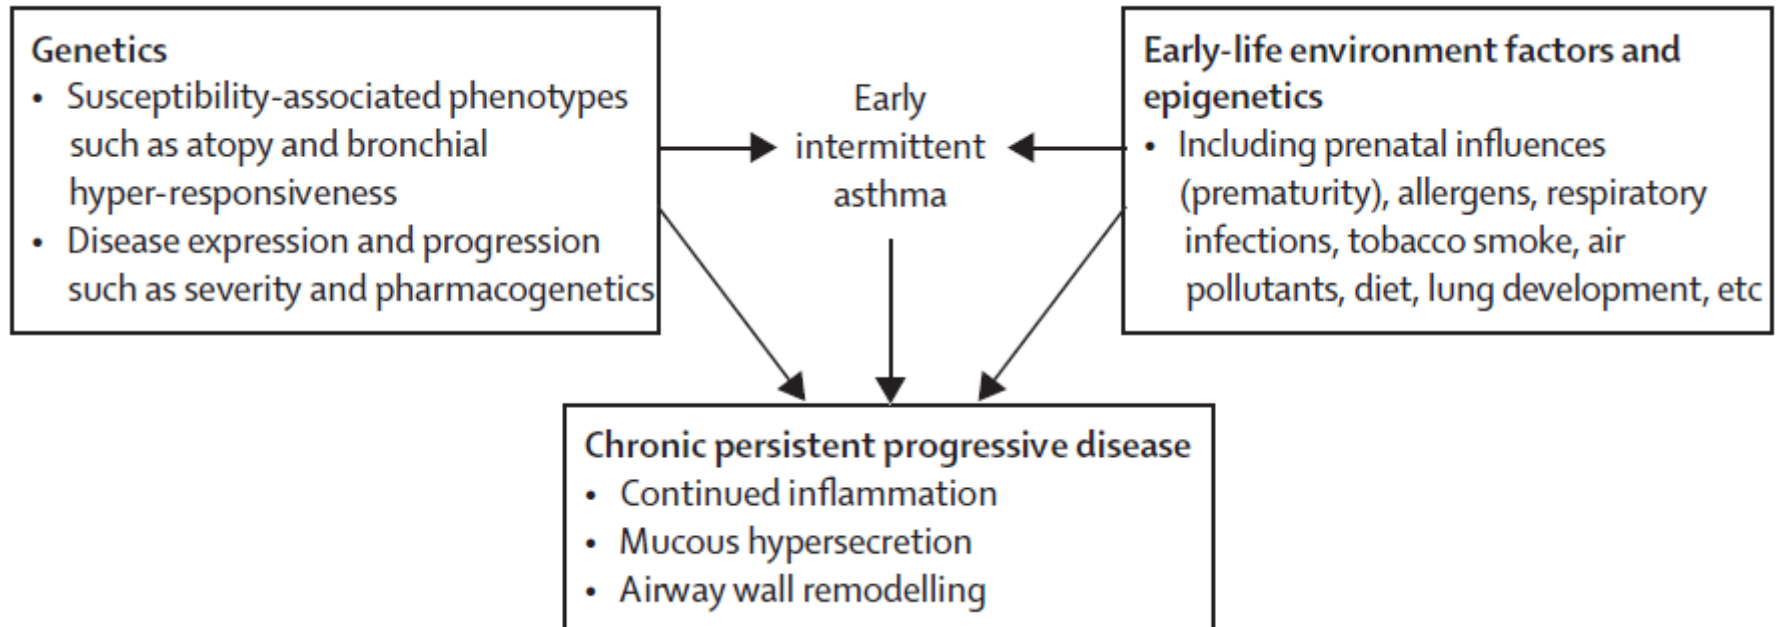 Genetics
• Susceptibility-associated phenotypes
such as atopy and bronchial
hyper-responsiveness
• Disease expression and progression
such as severity and pharmacogenetics
Early
intermittent
asthma
Early-life environment factors and
epigenetics
• Including prenatal influences
(prematurity), allergens, respiratory
infections, tobacco smoke, air
pollutants, diet, lung development, etc
Chronic persistent progressive disease
• Continued inflammation
• Mucous hypersecretion
• Airway wall remodelling